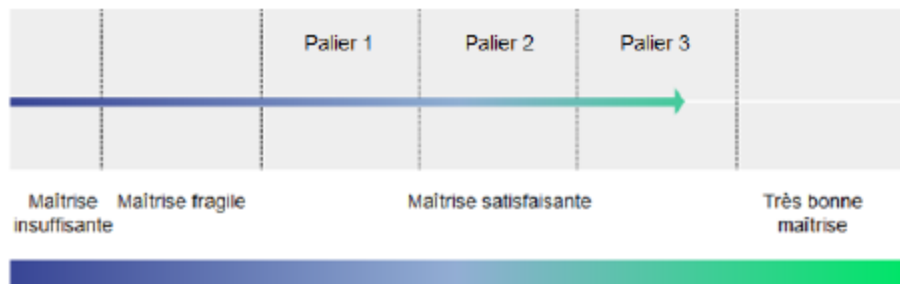 Palier 1 Palier 2 Palier 3
Maîtrise insuffisante
Maîtrise fragile
Maîtrise satisfaisante
Très bonne maîtrise